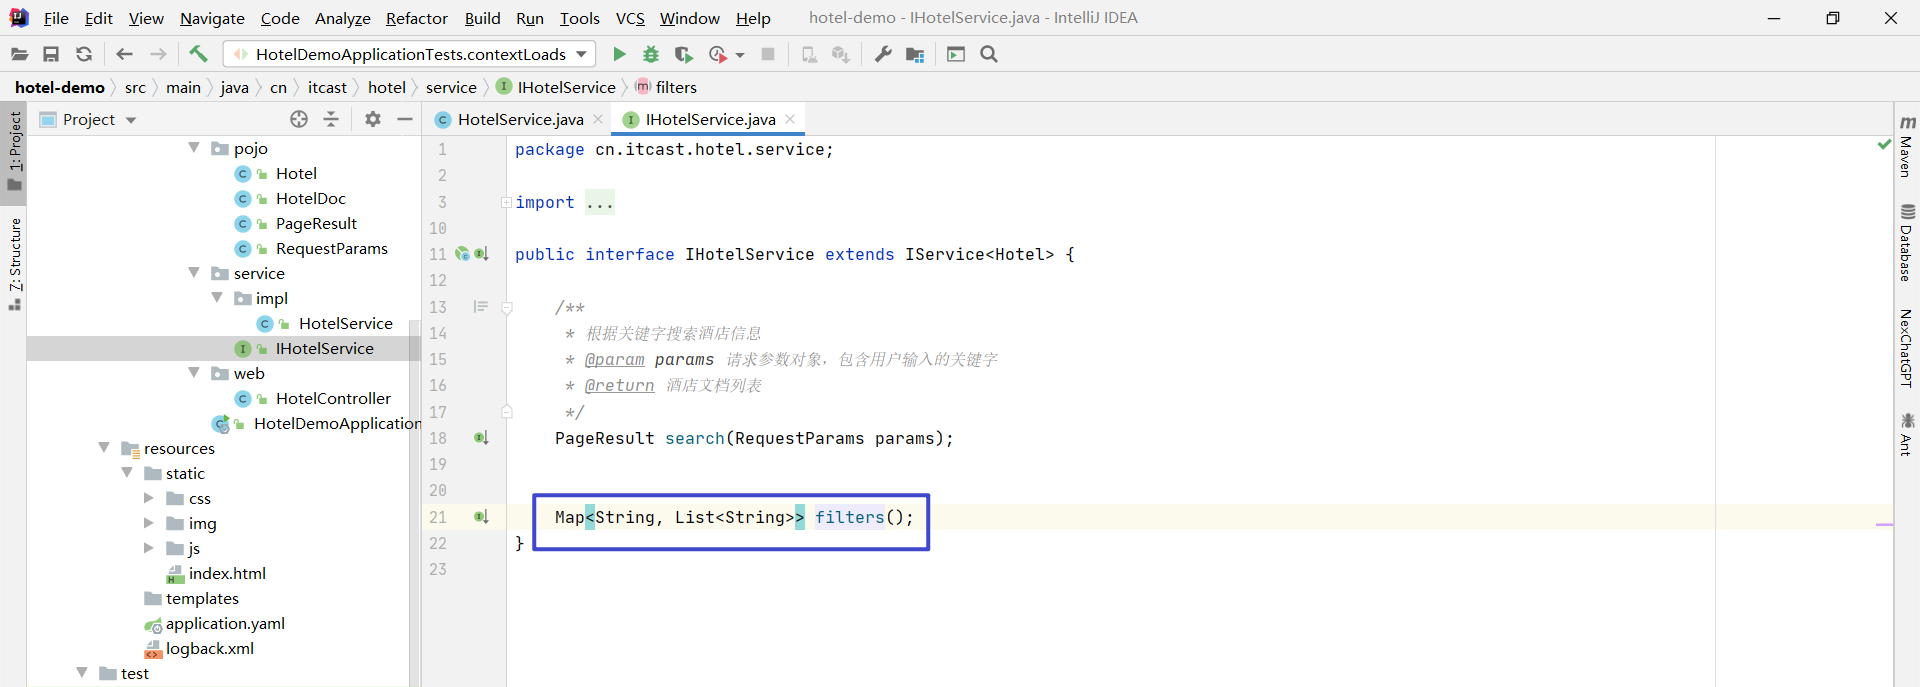 File Edit View Navigate Code Analyze Refactor Build Run Tools VCS Window Help hotel-demo - IHotelService.java - IntelliJ IDEA
HotelDemoApplicationTests.contextLoads
hotel-demo src main java cn itcast hotel service IHotelService filters
Project
HotelService.java
IHotelService.java
1: Project
7: Structure
pojo
Hotel
HotelDoc
PageResult
RequestParams
service
impl
HotelService
IHotelService
web
HotelController
HotelDemoApplication
resources
static
css
img
js
index.html
templates
application.yaml
logback.xml
test
1 package cn.itcast.hotel.service;
2
3 import ...
10
11 public interface IHotelService extends IService<Hotel> {
12
13 /**
14 * 根据关键字搜索酒店信息
15 * @param params 请求参数对象，包含用户输入的关键字
16 * @return 酒店文档列表
17 */
18 PageResult search(RequestParams params);
19
20
21 Map<String, List<String>> filters();
22 }
23
Maven
Database
NexChatGPT
Ant